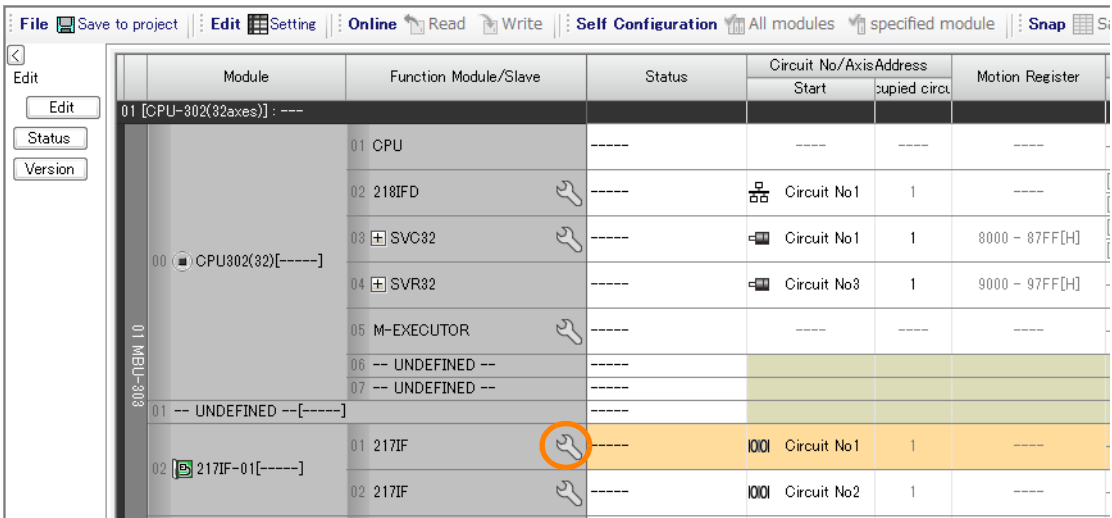 File Save to project Edit Setting Online Read Write Self Configuration All modules specified module Snap
<
Edit
Edit
Status
Version
Module Function Module/Slave Status Circuit No/AxisAddress Motion Register
Start cupied circu
01 [CPU-302(32axes)] : ---
01 MBU-303
00 CPU302(32)[-----]
01 CPU ----- ---- ---- ----
02 218IFD ----- Circuit No1 1 ----
03 + SVC32 ----- Circuit No1 1 8000 - 87FF[H]
04 + SVR32 ----- Circuit No3 1 9000 - 97FF[H]
05 M-EXECUTOR ----- ---- ---- ----
06 -- UNDEFINED -- -----
07 -- UNDEFINED -- -----
01 -- UNDEFINED --[-----] -----
02 217IF-01[-----]
01 217IF ----- Circuit No1 1 ----
02 217IF ----- Circuit No2 1 ----